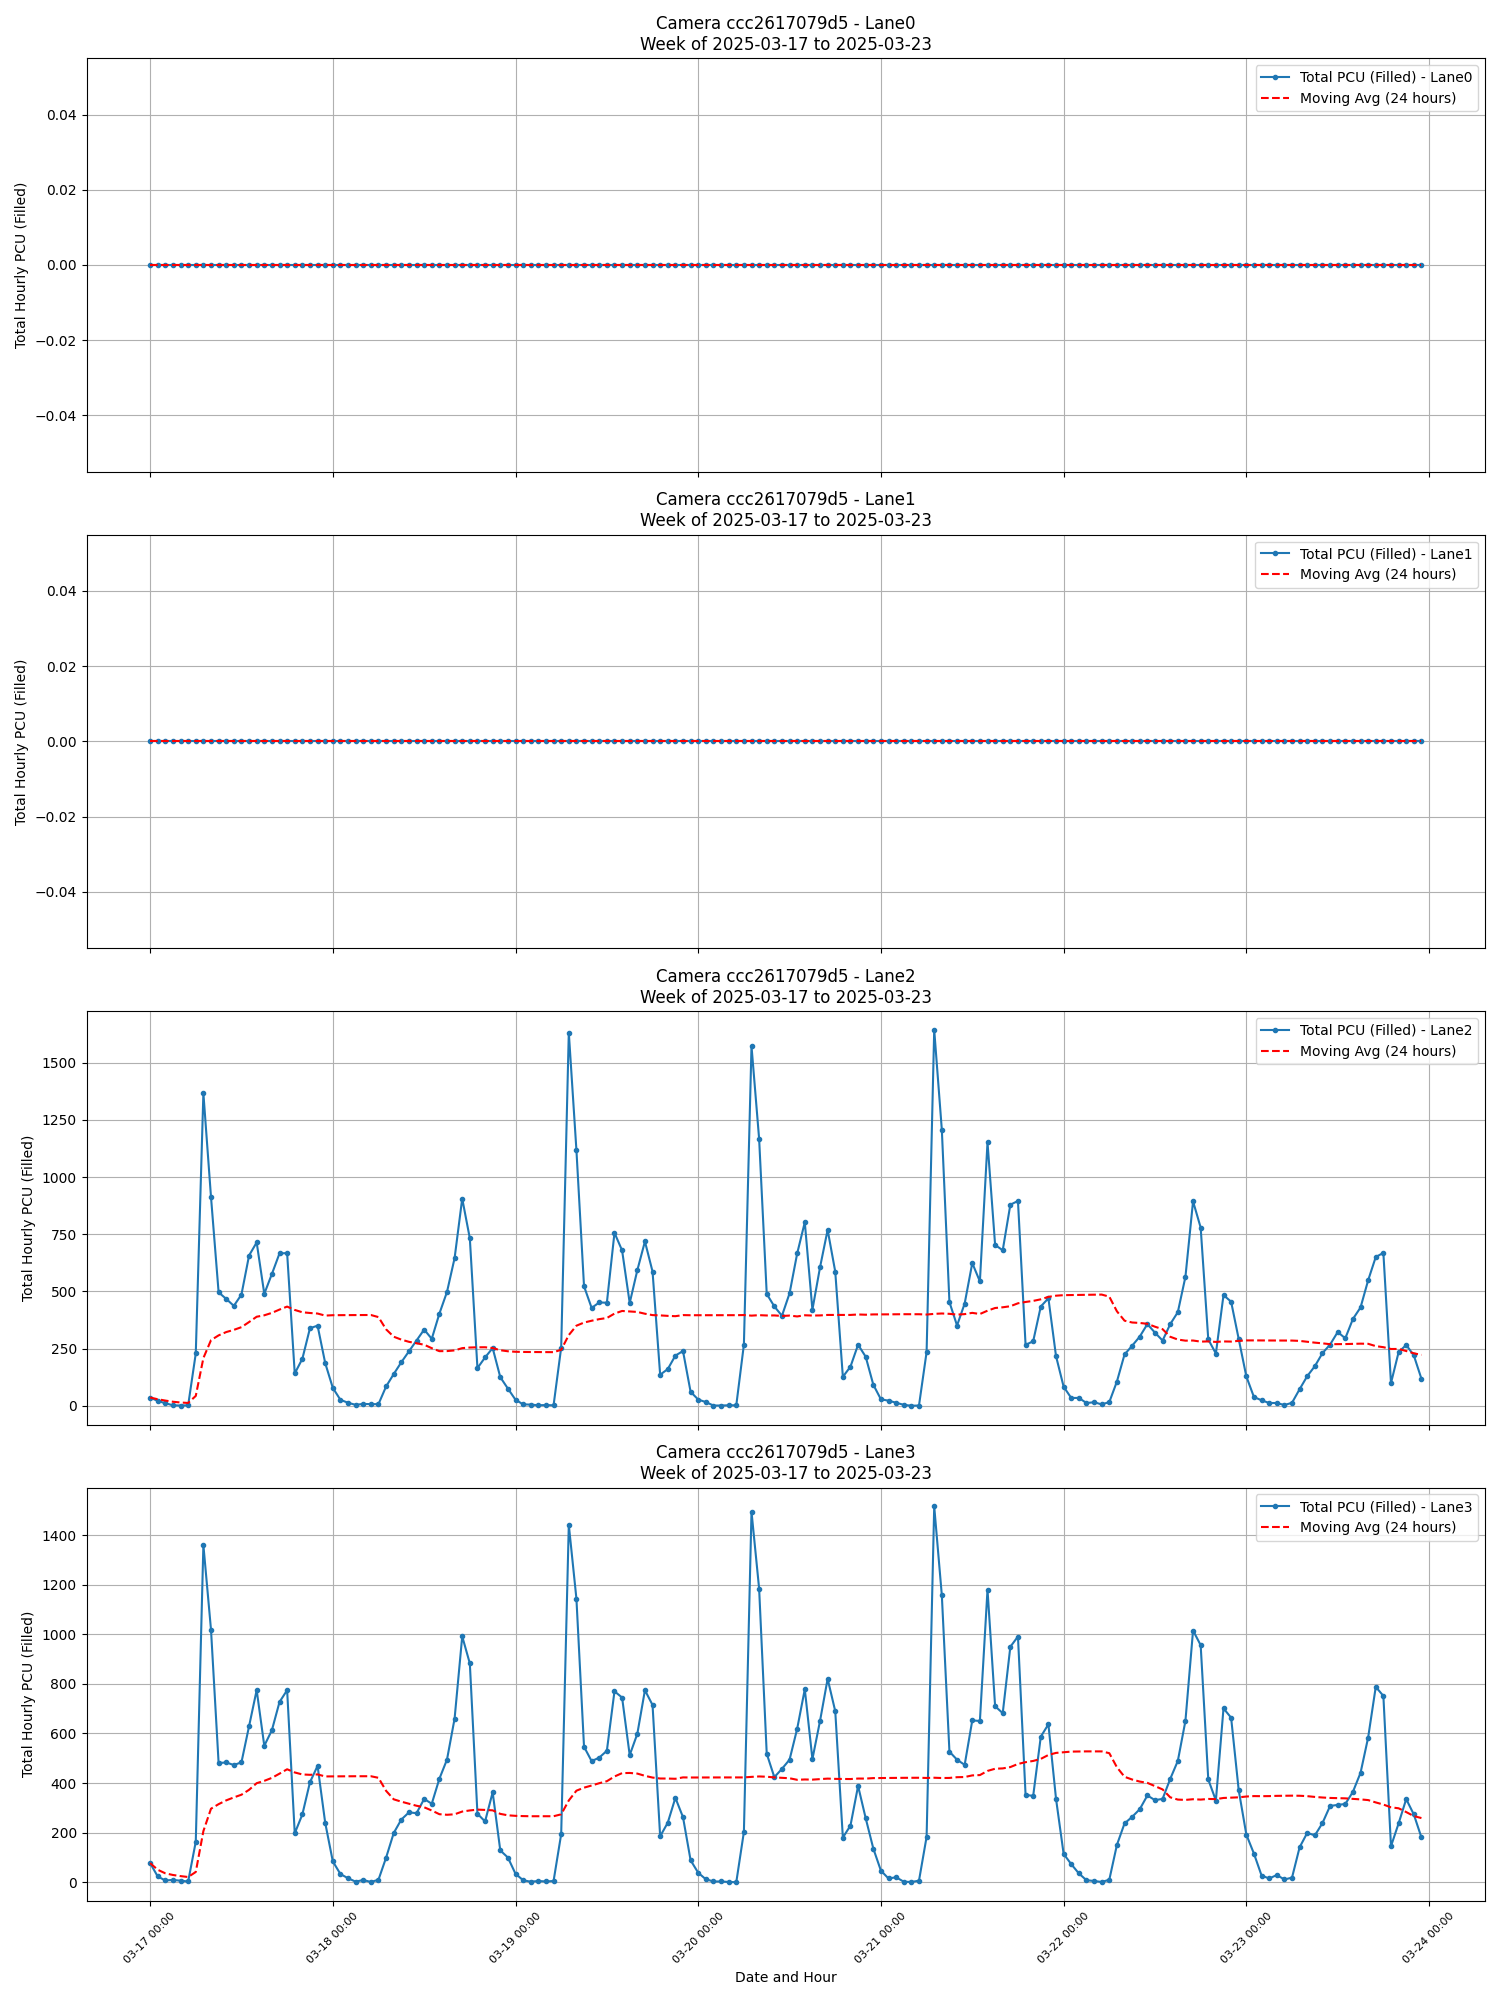 Camera ccc2617079d5 - Lane0
Week of 2025-03-17 to 2025-03-23
Total PCU (Filled) - Lane0
Moving Avg (24 hours)
Total Hourly PCU (Filled)
0.04
0.02
0.00
−0.02
−0.04
Camera ccc2617079d5 - Lane1
Week of 2025-03-17 to 2025-03-23
Total PCU (Filled) - Lane1
Moving Avg (24 hours)
Total Hourly PCU (Filled)
0.04
0.02
0.00
−0.02
−0.04
Camera ccc2617079d5 - Lane2
Week of 2025-03-17 to 2025-03-23
Total PCU (Filled) - Lane2
Moving Avg (24 hours)
Total Hourly PCU (Filled)
1500
1250
1000
750
500
250
0
Camera ccc2617079d5 - Lane3
Week of 2025-03-17 to 2025-03-23
Total PCU (Filled) - Lane3
Moving Avg (24 hours)
Total Hourly PCU (Filled)
1400
1200
1000
800
600
400
200
0
03-17 00:00
03-18 00:00
03-19 00:00
03-20 00:00
03-21 00:00
03-22 00:00
03-23 00:00
03-24 00:00
Date and Hour